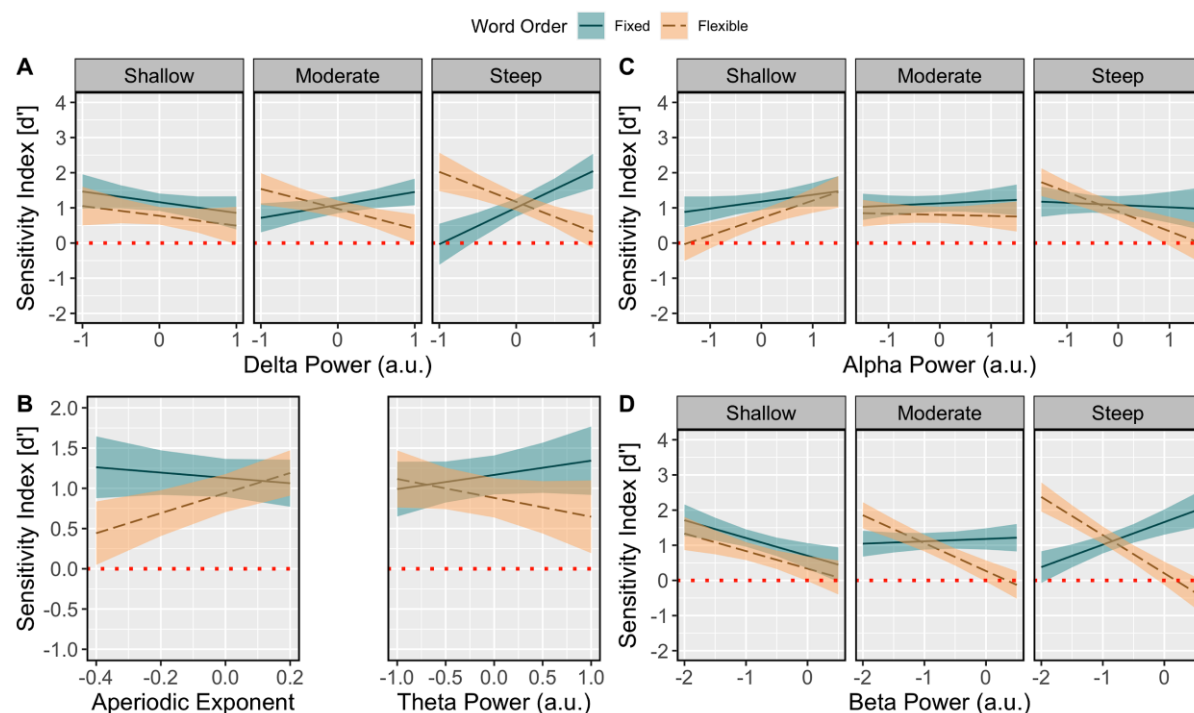 Word Order Fixed Flexible
A
Shallow Moderate Steep
Sensitivity Index [d']
4
3
2
1
0
-1
-2
-1 0 1 -1 0 1 -1 0 1
Delta Power (a.u.)
C
Shallow Moderate Steep
Sensitivity Index [d']
4
3
2
1
0
-1
-2
-1 0 1 -1 0 1 -1 0 1
Alpha Power (a.u.)
B
Sensitivity Index [d']
2.0
1.5
1.0
0.5
0.0
-0.5
-1.0
-0.4 -0.2 0.0 0.2
Aperiodic Exponent
-1.0 -0.5 0.0 0.5 1.0
Theta Power (a.u.)
D
Shallow Moderate Steep
Sensitivity Index [d']
4
3
2
1
0
-1
-2
-2 -1 0 -2 -1 0 -2 -1 0
Beta Power (a.u.)